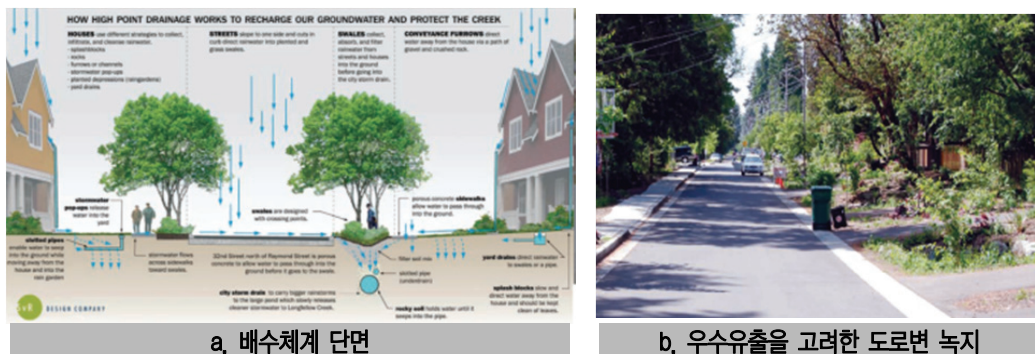 HOW HIGH POINT DRAINAGE WORKS TO RECHARGE OUR GROUNDWATER AND PROTECT THE CREEK
HOUSES use different strategies to collect,
infiltrate, and cleanse rainwater.
- splashblocks
- rocks
- furrows or channels
- stormwater pop-ups
- planted depressions (raingardens)
- yard drains
STREETS slope to one side and cuts in
curb direct rainwater into planted and
grass swales.
SWALES collect,
absorb, and filter
rainwater from
streets and houses
into the ground
before going into
the city storm drain.
CONVEYANCE FURROWS direct
water away from the house via a path of
gravel and crushed rock.
stormwater
pop-ups release
water into the
yard
slotted pipes
enable water to seep
into the ground while
moving away from the
house and into the
rain garden
stormwater flows
across sidewalks
toward swales.
swales are designed
with crossing points.
porous concrete sidewalks
allow water to pass through
into the ground.
32nd Street north of Raymond Street is porous
concrete to allow water to pass through into the
ground before it goes to the swale.
filter soil mix
slotted pipe
(underdrain)
yard drains direct rainwater
to swales or a pipe.
city storm drain to carry bigger rainstorms
to the large pond which slowly releases
cleaner stormwater to Longfellow Creek.
rocky soil holds water until it
seeps into the pipe.
splash blocks slow and
direct water away from the
house and should be kept
clean of leaves.
SvR DESIGN COMPANY
a. 배수체계 단면
b. 우수유출을 고려한 도로변 녹지